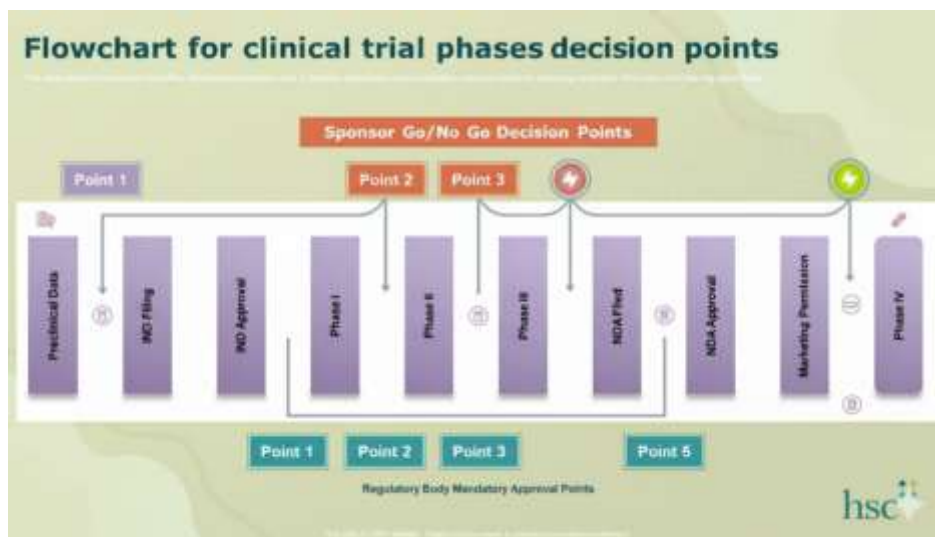 Flowchart for clinical trial phases decision points
Sponsor Go/No Go Decision Points
Point 1
Point 2
Point 3
Preclinical Data
IND Filing
IND Approval
Phase I
Phase II
Phase III
NDA Filed
NDA Approval
Marketing Permission
Phase IV
Point 1
Point 2
Point 3
Point 5
Regulatory Body Mandatory Approval Points
hsc